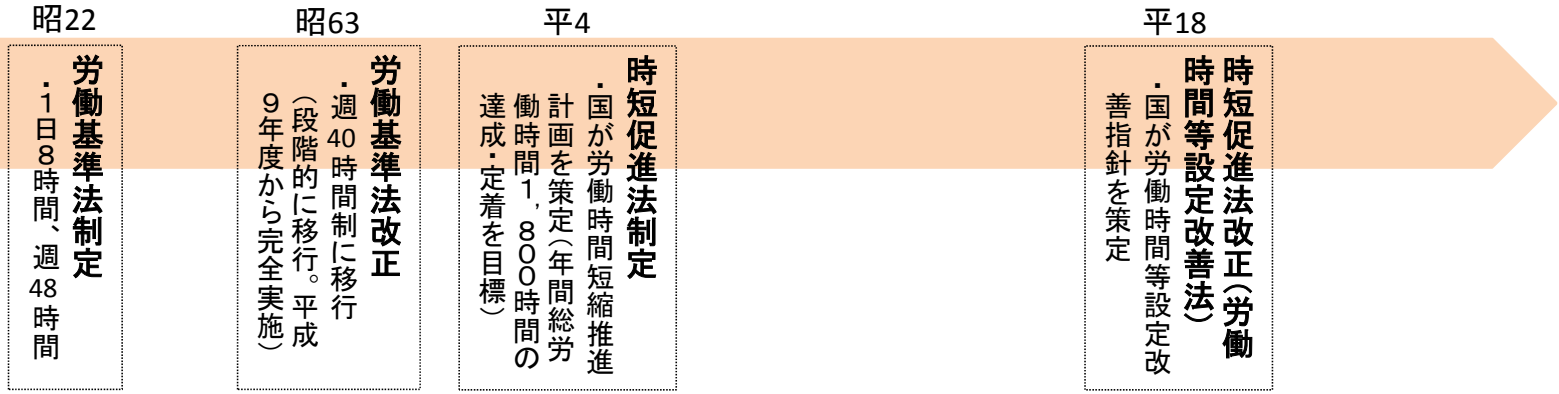 昭22
労働基準法制定
・１日８時間、週48時間
昭63
労働基準法改正
・週40時間制に移行
（段階的に移行。平成
９年度から完全実施）
平4
時短促進法制定
・国が労働時間短縮推進
計画を策定（年間総労
働時間１，８００時間の
達成・定着を目標）
平18
時短促進法改正（労働
時間等設定改善法）
・国が労働時間等設定改
善指針を策定